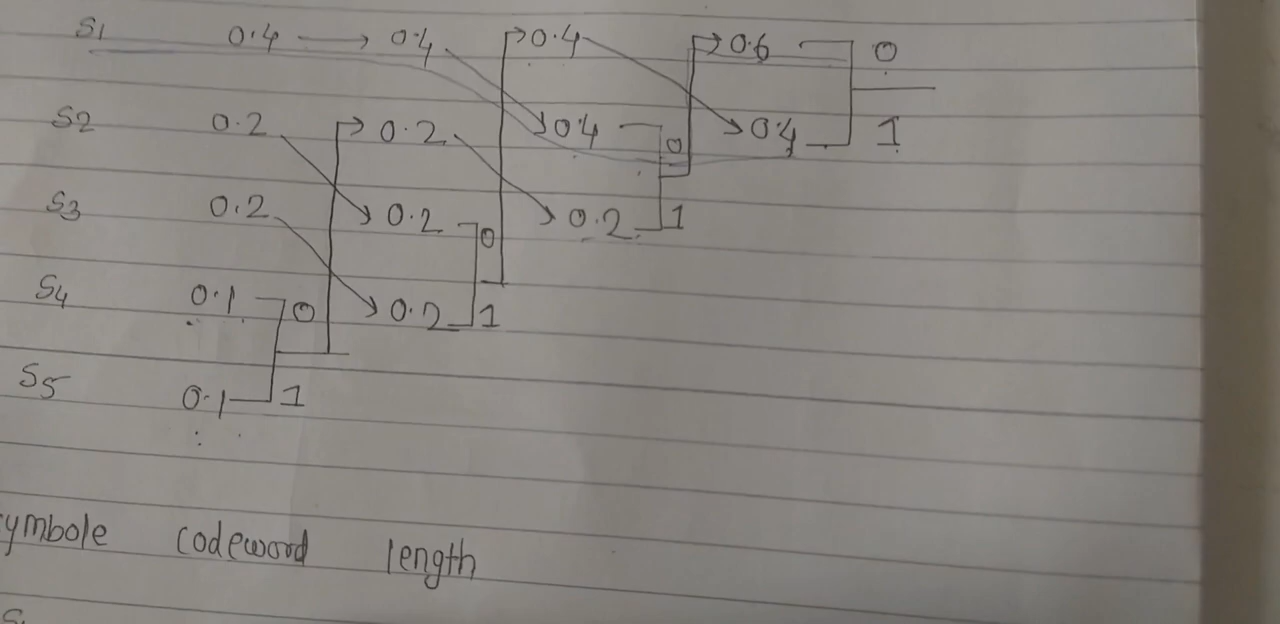 S1 0.4 → 0.4 0.4 0.6 0
S2 0.2 0.2 0.4 0 0.4 1
S3 0.2 0.2 0 0.2 1
S4 0.1 0 0.2 1
S5 0.1 1
ymbole codeword length